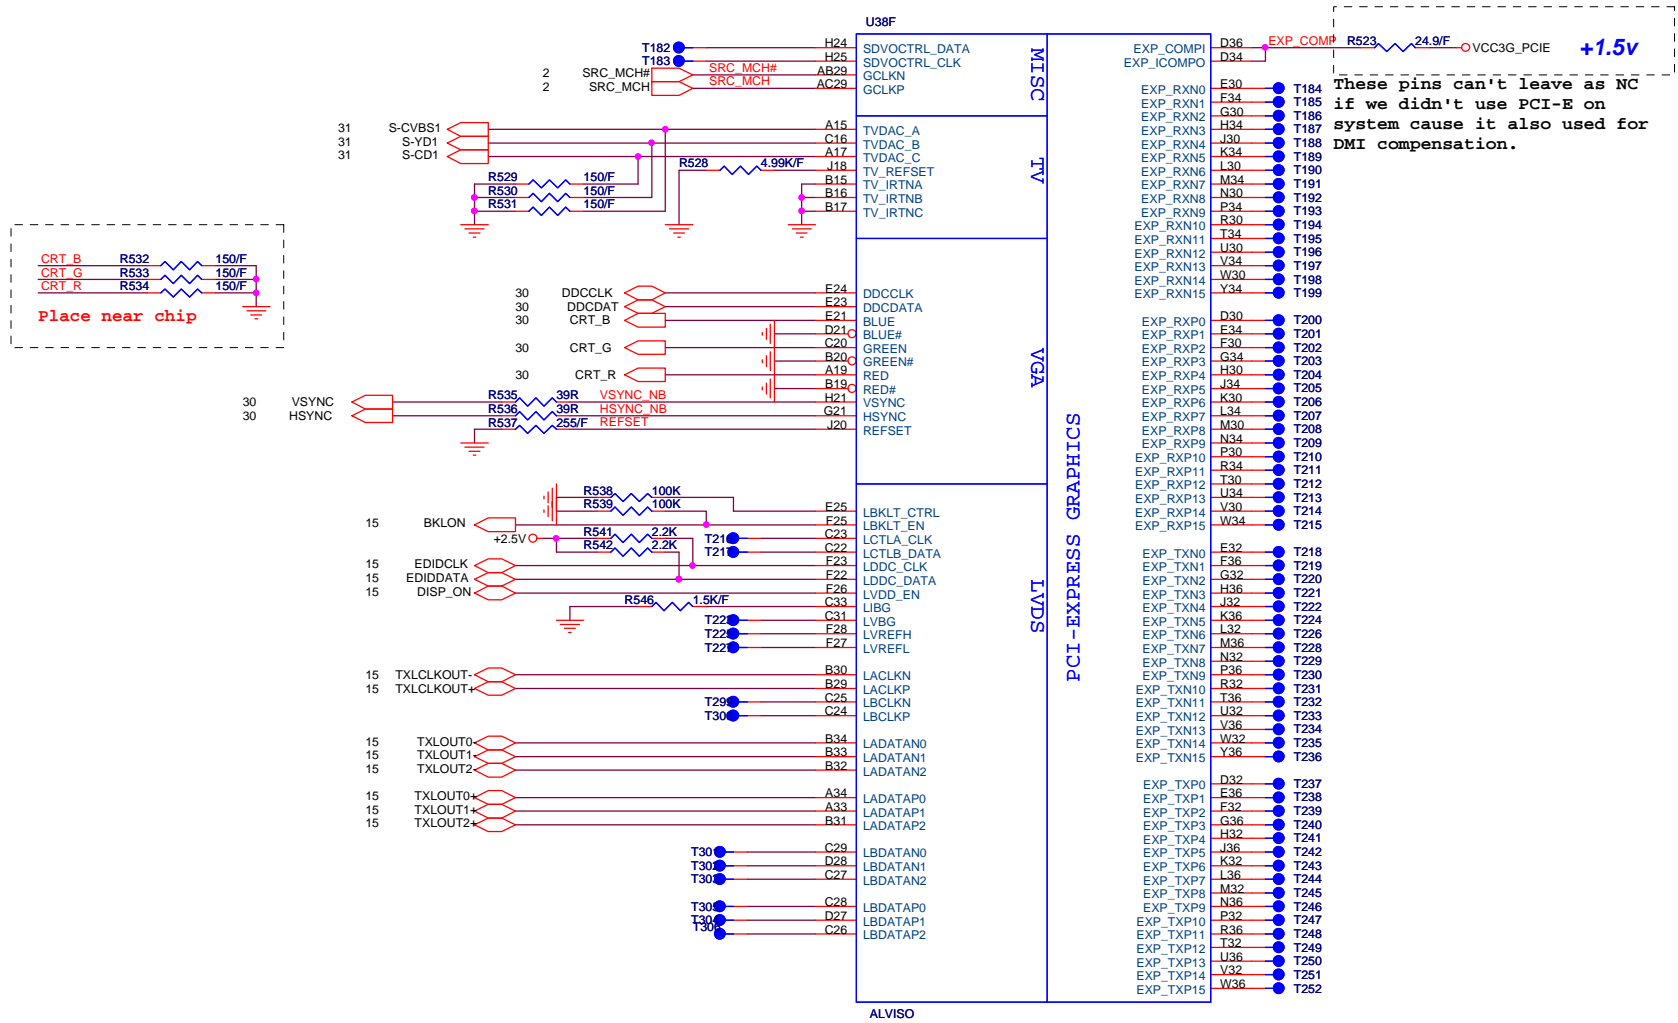 U38F
T182 H24 SDVOCTRL_DATA
T183 H25 SDVOCTRL_CLK
2 SRC_MCH# SRC_MCH# AB29 GCLKN
2 SRC_MCH SRC_MCH AC29 GCLKP
MISC
31 S-CVBS1 A15 TVDAC_A
31 S-YD1 C16 TVDAC_B
31 S-CD1 A17 TVDAC_C
R528 4.99K/F J18 TV_REFSET
R529 150/F B15 TV_IRTNA
R530 150/F B16 TV_IRTNB
R531 150/F B17 TV_IRTNC
TV
CRT_B R532 150/F
CRT_G R533 150/F
CRT_R R534 150/F
Place near chip
30 DDCCLK E24 DDCCLK
30 DDCDAT E23 DDCDATA
30 CRT_B E21 BLUE
D21 BLUE#
30 CRT_G C20 GREEN
B20 GREEN#
30 CRT_R A19 RED
B19 RED#
30 VSYNC R535 39R VSYNC_NB H21 VSYNC
30 HSYNC R536 39R HSYNC_NB G21 HSYNC
R537 255/F REFSET J20 REFSET
VGA
R538 100K E25 LBKLT_CTRL
R539 100K
15 BKLON F25 LBKLT_EN
+2.5V R541 2.2K C23 LCTLA_CLK
R542 2.2K C22 LCTLB_DATA
15 EDIDCLK F23 LDDC_CLK
15 EDIDDATA F22 LDDC_DATA
15 DISP_ON F26 LVDD_EN
R546 1.5K/F C33 LIBG
C31 LVBG
F28 LVREFH
F27 LVREFL
LVDS
15 TXLCLKOUT- B30 LACLKN
15 TXLCLKOUT+ B29 LACLKP
C25 LBCLKN
C24 LBCLKP
15 TXLOUT0- B34 LADATAN0
15 TXLOUT1- B33 LADATAN1
15 TXLOUT2- B32 LADATAN2
15 TXLOUT0+ A34 LADATAP0
15 TXLOUT1+ A33 LADATAP1
15 TXLOUT2+ B31 LADATAP2
C29 LBDATAN0
D28 LBDATAN1
C27 LBDATAN2
C28 LBDATAP0
D27 LBDATAP1
C26 LBDATAP2
PCI-EXPRESS GRAPHICS
EXP_COMPI D36 EXP_COMP R523 24.9/F VCC3G_PCIE +1.5v
EXP_ICOMPO D34
These pins can't leave as NC
if we didn't use PCI-E on
system cause it also used for
DMI compensation.
EXP_RXN0 E30 T184
EXP_RXN1 F34 T185
EXP_RXN2 G30 T186
EXP_RXN3 H34 T187
EXP_RXN4 J30 T188
EXP_RXN5 K34 T189
EXP_RXN6 L30 T190
EXP_RXN7 M34 T191
EXP_RXN8 N30 T192
EXP_RXN9 P34 T193
EXP_RXN10 R30 T194
EXP_RXN11 T34 T195
EXP_RXN12 U30 T196
EXP_RXN13 V34 T197
EXP_RXN14 W30 T198
EXP_RXN15 Y34 T199
EXP_RXP0 D30 T200
EXP_RXP1 E34 T201
EXP_RXP2 F30 T202
EXP_RXP3 G34 T203
EXP_RXP4 H30 T204
EXP_RXP5 J34 T205
EXP_RXP6 K30 T206
EXP_RXP7 L34 T207
EXP_RXP8 M30 T208
EXP_RXP9 N34 T209
EXP_RXP10 P30 T210
EXP_RXP11 R34 T211
EXP_RXP12 T30 T212
EXP_RXP13 U34 T213
EXP_RXP14 V30 T214
EXP_RXP15 W34 T215
EXP_TXN0 E32 T218
EXP_TXN1 F36 T219
EXP_TXN2 G32 T220
EXP_TXN3 H36 T221
EXP_TXN4 J32 T222
EXP_TXN5 K36 T224
EXP_TXN6 L32 T226
EXP_TXN7 M36 T228
EXP_TXN8 N32 T229
EXP_TXN9 P36 T230
EXP_TXN10 R32 T231
EXP_TXN11 T36 T232
EXP_TXN12 U32 T233
EXP_TXN13 V36 T234
EXP_TXN14 W32 T235
EXP_TXN15 Y36 T236
EXP_TXP0 D32 T237
EXP_TXP1 E36 T238
EXP_TXP2 F32 T239
EXP_TXP3 G36 T240
EXP_TXP4 H32 T241
EXP_TXP5 J36 T242
EXP_TXP6 K32 T243
EXP_TXP7 L36 T244
EXP_TXP8 M32 T245
EXP_TXP9 N36 T246
EXP_TXP10 P32 T247
EXP_TXP11 R36 T248
EXP_TXP12 T32 T249
EXP_TXP13 U36 T250
EXP_TXP14 V32 T251
EXP_TXP15 W36 T252
ALVISO